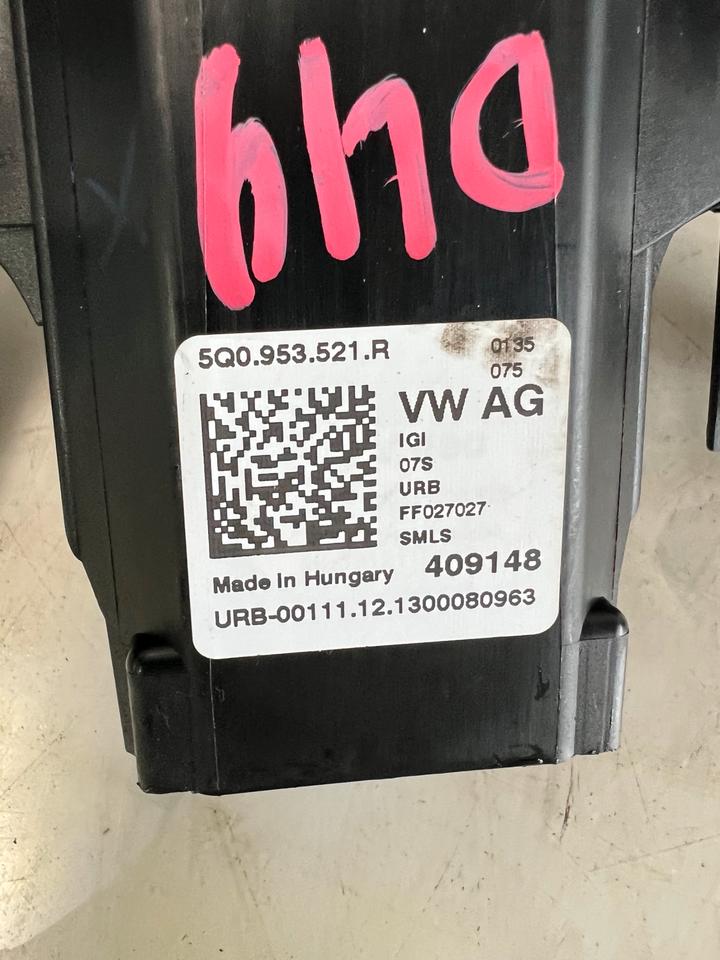 D49
5Q0.953.521.R
0135
075
VW AG
IGI
07S
URB
FF027027
SMLS
Made in Hungary 409148
URB-00111.12.1300080963